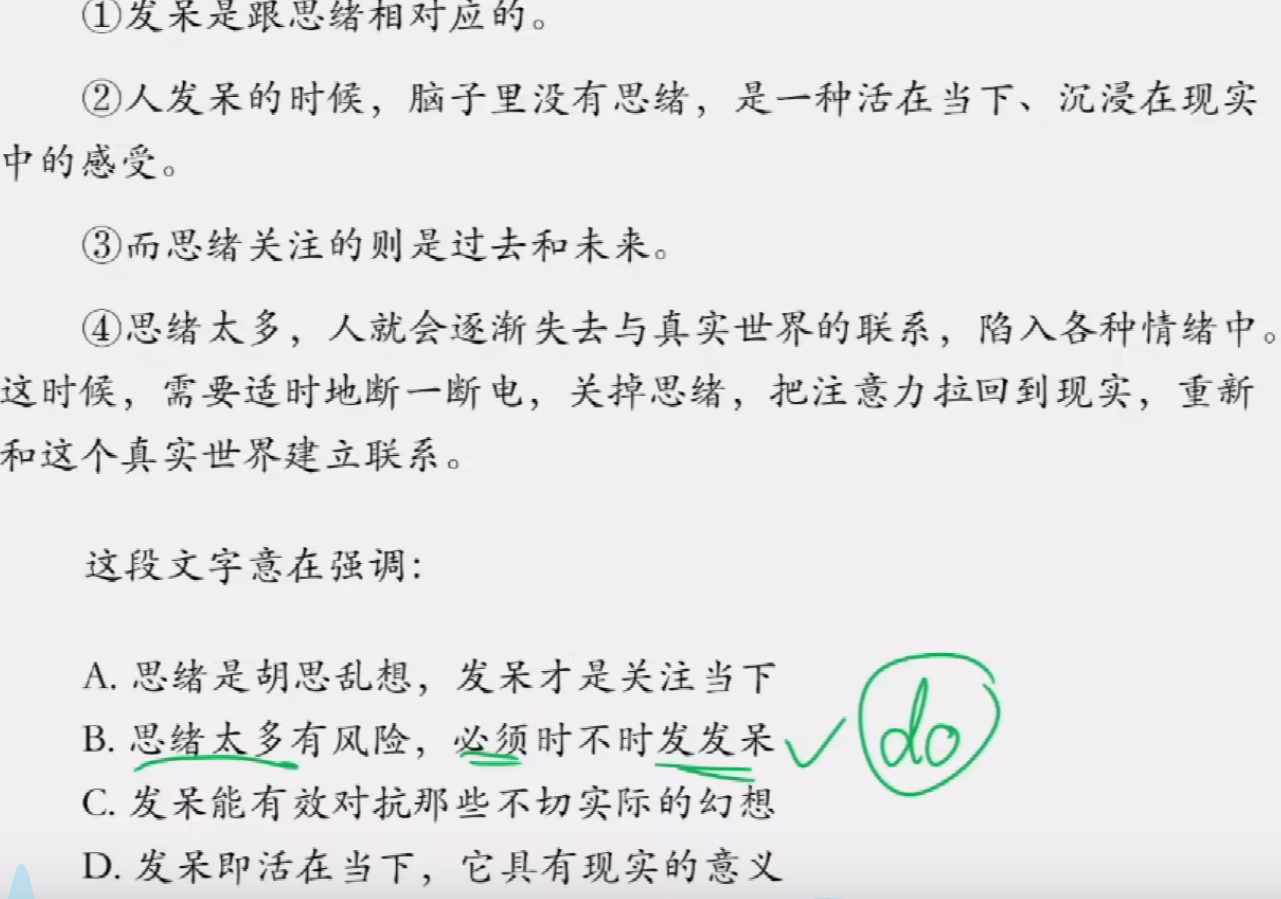 ①发呆是跟思绪相对应的。
②人发呆的时候，脑子里没有思绪，是一种活在当下、沉浸在现实
中的感受。
③而思绪关注的则是过去和未来。
④思绪太多，人就会逐渐失去与真实世界的联系，陷入各种情绪中。
这时候，需要适时地断一断电，关掉思绪，把注意力拉回到现实，重新
和这个真实世界建立联系。
这段文字意在强调：
A. 思绪是胡思乱想，发呆才是关注当下
B. 思绪太多有风险，必须时不时发发呆 ✓ do
C. 发呆能有效对抗那些不切实际的幻想
D. 发呆即活在当下，它具有现实的意义